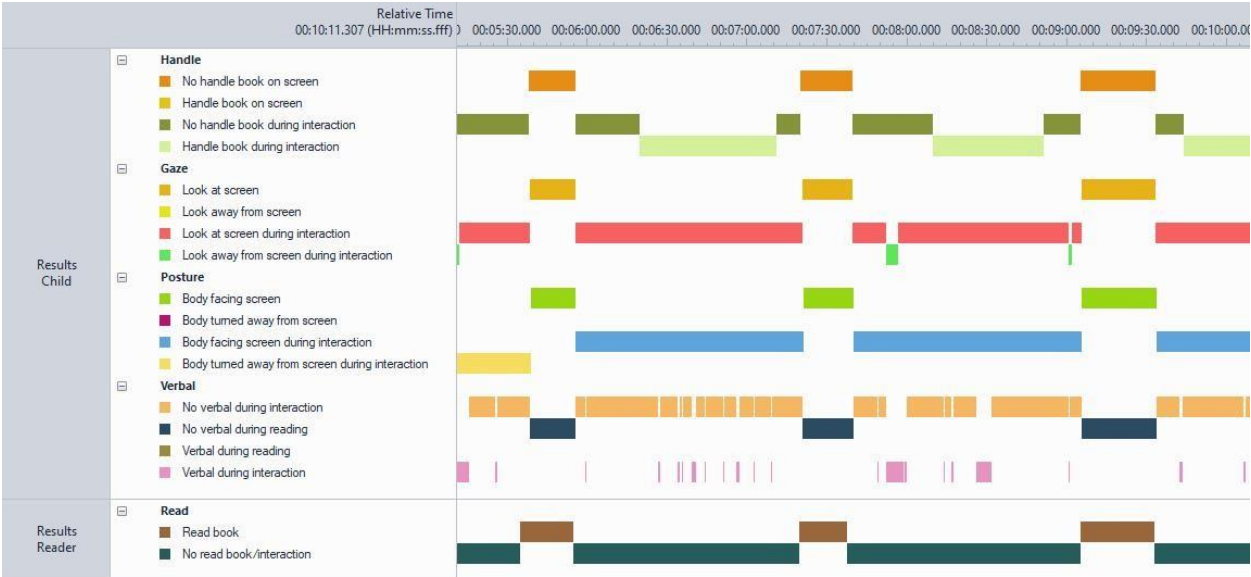 Relative Time
00:10:11.307 (HH:mm:ss.fff)
00:05:30.000 00:06:00.000 00:06:30.000 00:07:00.000 00:07:30.000 00:08:00.000 00:08:30.000 00:09:00.000 00:09:30.000
Results
Child
Handle
No handle book on screen
Handle book on screen
No handle book during interaction
Handle book during interaction
Gaze
Look at screen
Look away from screen
Look at screen during interaction
Look away from screen during interaction
Posture
Body facing screen
Body turned away from screen
Body facing screen during interaction
Body turned away from screen during interaction
Verbal
No verbal during interaction
No verbal during reading
Verbal during reading
Verbal during interaction
Results
Reader
Read
Read book
No read book/interaction